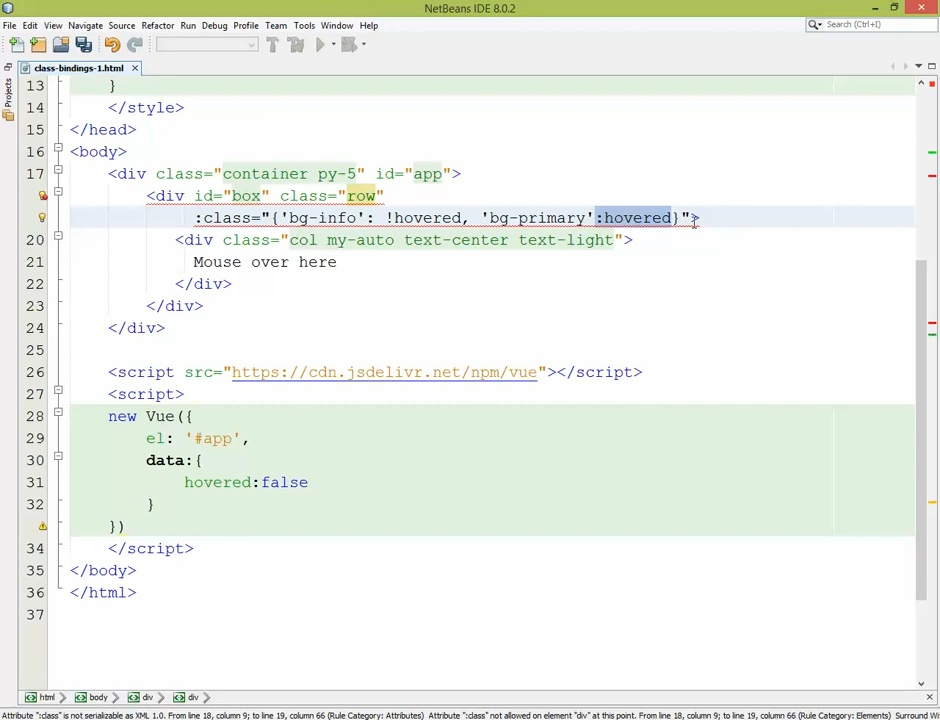 NetBeans IDE 8.0.2
File Edit View Navigate Source Refactor Run Debug Profile Team Tools Window Help
Search (Ctrl+I)
class-bindings-1.html
Projects
13 }
14 </style>
15 </head>
16 <body>
17 <div class="container py-5" id="app">
<div id="box" class="row"
:class="{'bg-info': !hovered, 'bg-primary':hovered}">
20 <div class="col my-auto text-center text-light">
21 Mouse over here
22 </div>
23 </div>
24 </div>
25
26 <script src="https://cdn.jsdelivr.net/npm/vue"></script>
27 <script>
28 new Vue({
29 el: '#app',
30 data:{
31 hovered:false
32 }
})
34 </script>
35 </body>
36 </html>
37
html body div div
Attribute ":class" is not serializable as XML 1.0. From line 18, column 9; to line 19, column 66 (Rule Category: Attributes) Attribute ":class" not allowed on element "div" at this point. From line 18, column 9; to line 19, column 66 (Rule Category: Elements) Surround Wi